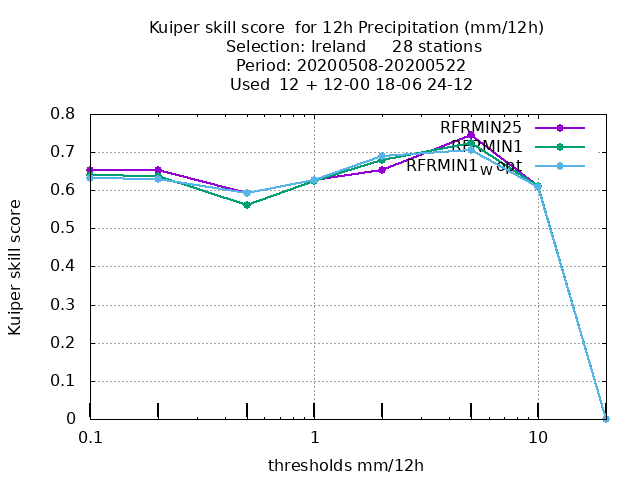 Kuiper skill score for 12h Precipitation (mm/12h)
Selection: Ireland 28 stations
Period: 20200508-20200522
Used 12 + 12-00 18-06 24-12
0.8
0.7
0.6
0.5
0.4
0.3
0.2
0.1
0
Kuiper skill score
RFRMIN25
RFRMIN1
RFRMIN1w opt
0.1
1
10
thresholds mm/12h